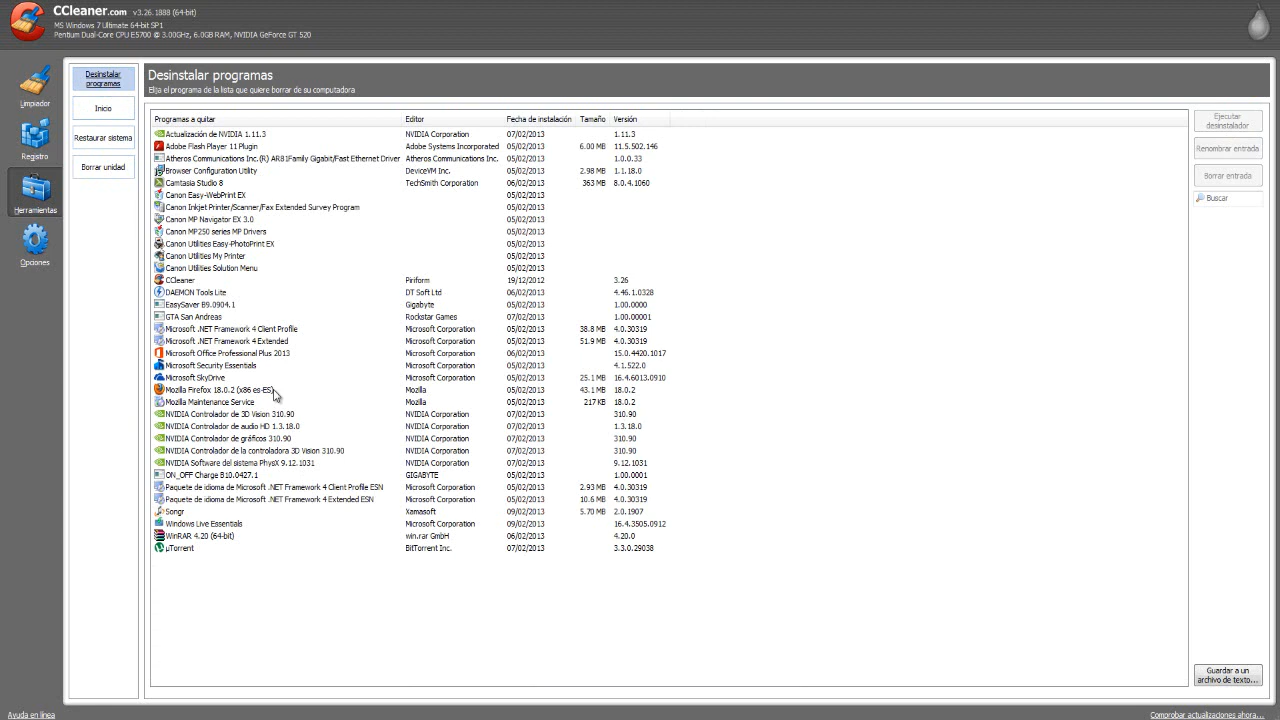 CCleaner.com v3.26.1888 (64-bit)
MS Windows 7 Ultimate 64-bit SP1
Pentium Dual-Core CPU E5700 @ 3.00GHz, 6.0GB RAM, NVIDIA GeForce GT 520
Limpiador
Registro
Herramientas
Opciones
Desinstalar
programas
Inicio
Restaurar sistema
Borrar unidad
Desinstalar programas
Elija el programa de la lista que quiere borrar de su computadora
Programas a quitar Editor Fecha de instalación Tamaño Versión
Actualización de NVIDIA 1.11.3 NVIDIA Corporation 07/02/2013 1.11.3
Adobe Flash Player 11 Plugin Adobe Systems Incorporated 05/02/2013 6.00 MB 11.5.502.146
Atheros Communications Inc.(R) AR81Family Gigabit/Fast Ethernet Driver Atheros Communications Inc. 05/02/2013 1.0.0.33
Browser Configuration Utility DeviceVM Inc. 05/02/2013 2.98 MB 1.1.18.0
Camtasia Studio 8 TechSmith Corporation 06/02/2013 363 MB 8.0.4.1060
Canon Easy-WebPrint EX 05/02/2013
Canon Inkjet Printer/Scanner/Fax Extended Survey Program 05/02/2013
Canon MP Navigator EX 3.0 05/02/2013
Canon MP250 series MP Drivers 05/02/2013
Canon Utilities Easy-PhotoPrint EX 05/02/2013
Canon Utilities My Printer 05/02/2013
Canon Utilities Solution Menu 05/02/2013
CCleaner Piriform 19/12/2012 3.26
DAEMON Tools Lite DT Soft Ltd 06/02/2013 4.46.1.0328
EasySaver B9.0904.1 Gigabyte 05/02/2013 1.00.0000
GTA San Andreas Rockstar Games 07/02/2013 1.00.00001
Microsoft .NET Framework 4 Client Profile Microsoft Corporation 05/02/2013 38.8 MB 4.0.30319
Microsoft .NET Framework 4 Extended Microsoft Corporation 05/02/2013 51.9 MB 4.0.30319
Microsoft Office Professional Plus 2013 Microsoft Corporation 06/02/2013 15.0.4420.1017
Microsoft Security Essentials Microsoft Corporation 05/02/2013 4.1.522.0
Microsoft SkyDrive Microsoft Corporation 05/02/2013 25.1 MB 16.4.6013.0910
Mozilla Firefox 18.0.2 (x86 es-ES) Mozilla 05/02/2013 43.1 MB 18.0.2
Mozilla Maintenance Service Mozilla 05/02/2013 217 KB 18.0.2
NVIDIA Controlador de 3D Vision 310.90 NVIDIA Corporation 07/02/2013 310.90
NVIDIA Controlador de audio HD 1.3.18.0 NVIDIA Corporation 07/02/2013 1.3.18.0
NVIDIA Controlador de gráficos 310.90 NVIDIA Corporation 07/02/2013 310.90
NVIDIA Controlador de la controladora 3D Vision 310.90 NVIDIA Corporation 07/02/2013 310.90
NVIDIA Software del sistema PhysX 9.12.1031 NVIDIA Corporation 07/02/2013 9.12.1031
ON_OFF Charge B10.0427.1 GIGABYTE 05/02/2013 1.00.0001
Paquete de idioma de Microsoft .NET Framework 4 Client Profile ESN Microsoft Corporation 05/02/2013 2.93 MB 4.0.30319
Paquete de idioma de Microsoft .NET Framework 4 Extended ESN Microsoft Corporation 05/02/2013 10.6 MB 4.0.30319
Songr Xamasoft 09/02/2013 5.70 MB 2.0.1907
Windows Live Essentials Microsoft Corporation 09/02/2013 16.4.3505.0912
WinRAR 4.20 (64-bit) win.rar GmbH 06/02/2013 4.20.0
µTorrent BitTorrent Inc. 07/02/2013 3.3.0.29038
Ejecutar
desinstalador
Renombrar entrada
Borrar entrada
Buscar
Guardar a un
archivo de texto...
Ayuda en línea
Comprobar actualizaciones ahora...